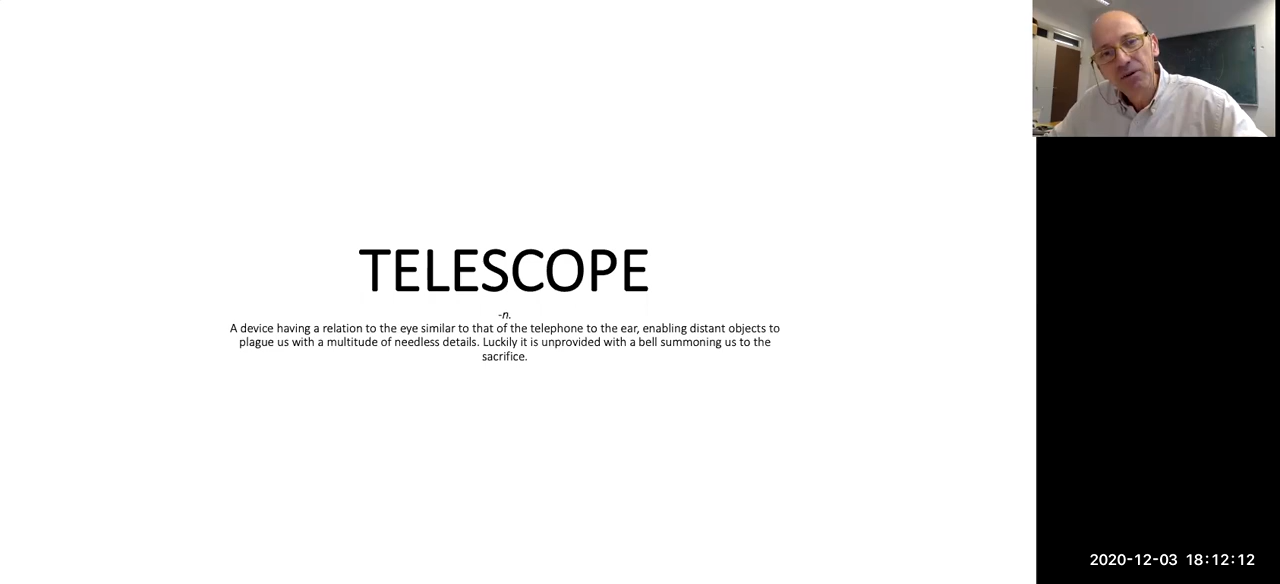 TELESCOPE
-n.
A device having a relation to the eye similar to that of the telephone to the ear, enabling distant objects to
plague us with a multitude of needless details. Luckily it is unprovided with a bell summoning us to the
sacrifice.
2020-12-03 18:12:12